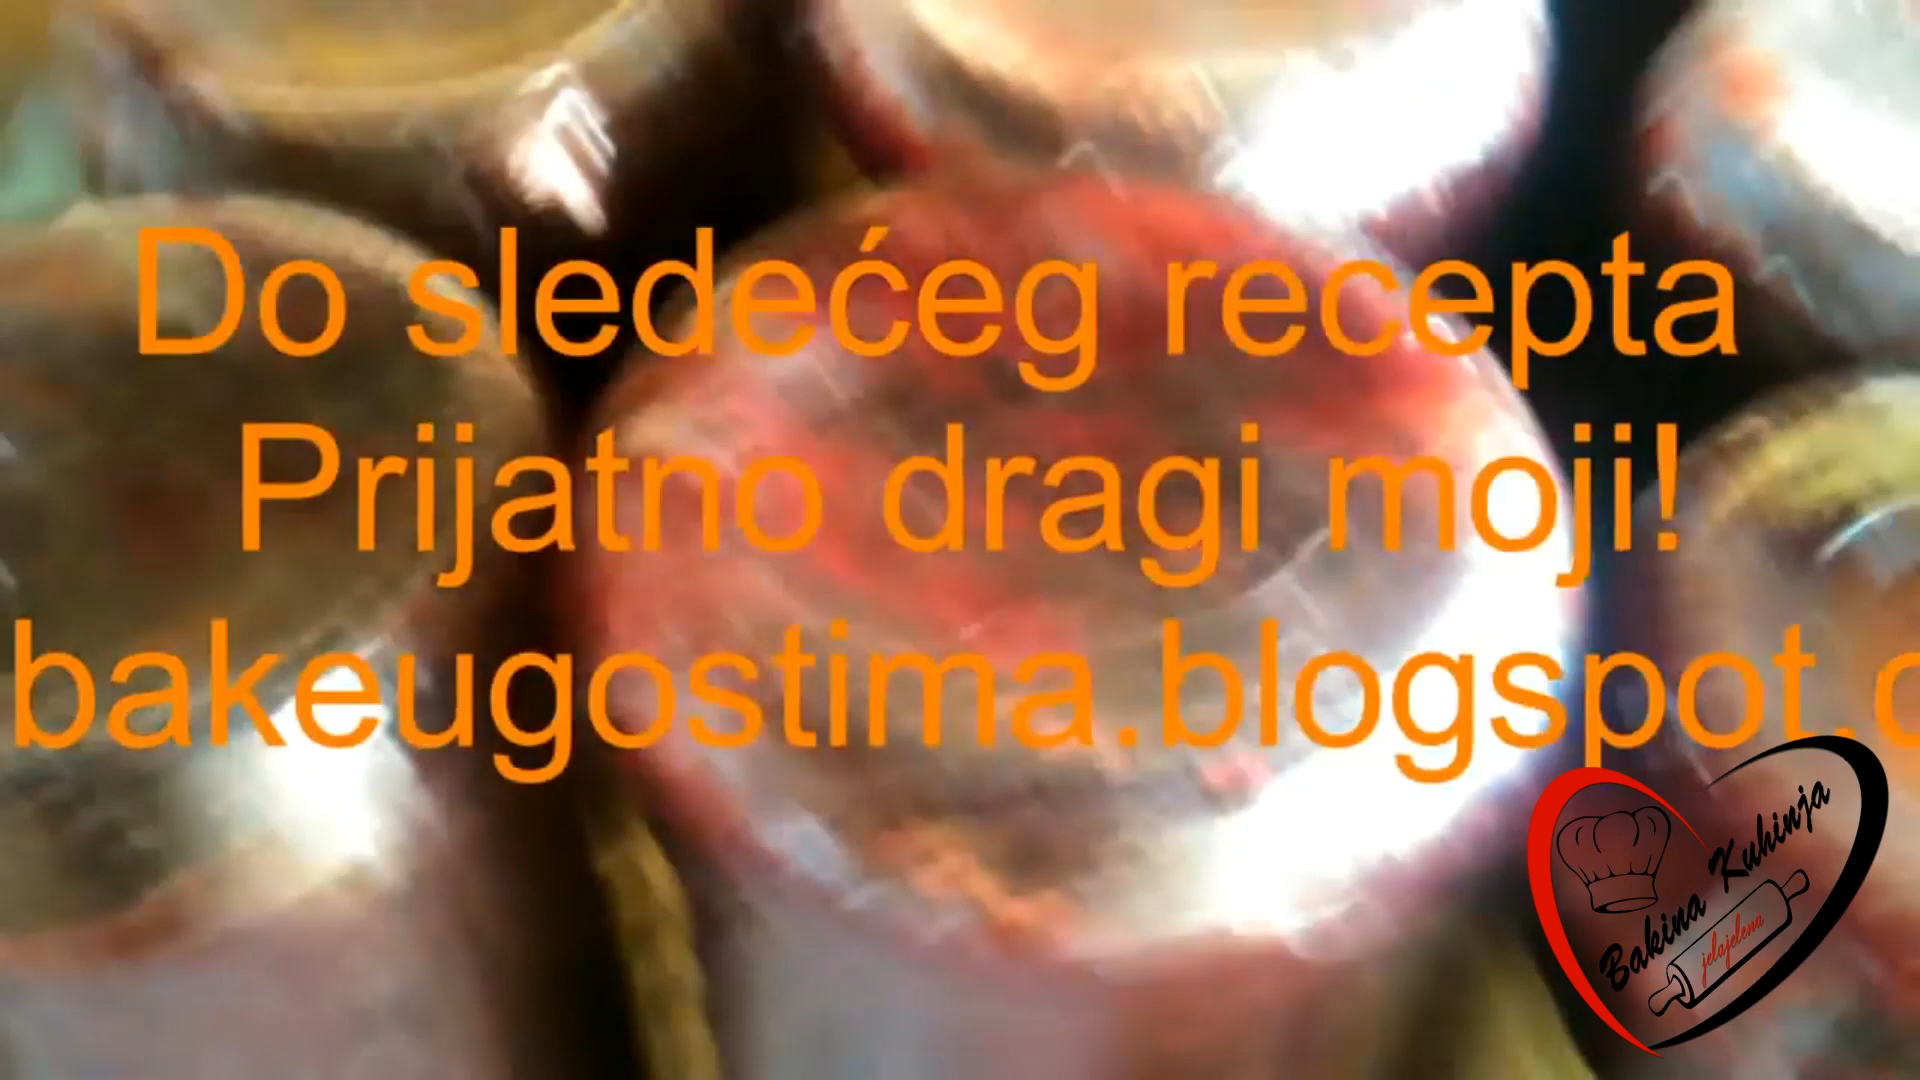 Do sledećeg recepta
Prijatno dragi moji!
bakeugostima.blogspot.c
Bakina Kuhinja
jelajelena